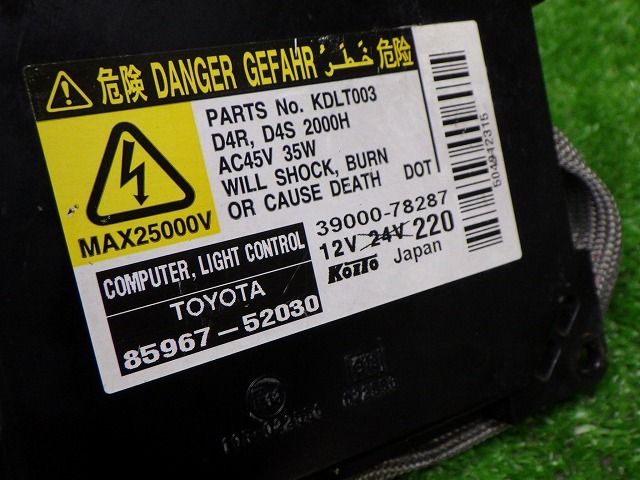 危険 DANGER GEFAHR خَطَر 危险
MAX25000V
PARTS No. KDLT003
D4R, D4S 2000H
AC45V 35W
WILL SHOCK, BURN
OR CAUSE DEATH DOT
504912315
COMPUTER, LIGHT CONTROL
TOYOTA
85967-52030
39000-78287
12V 24V 220
KOITO Japan